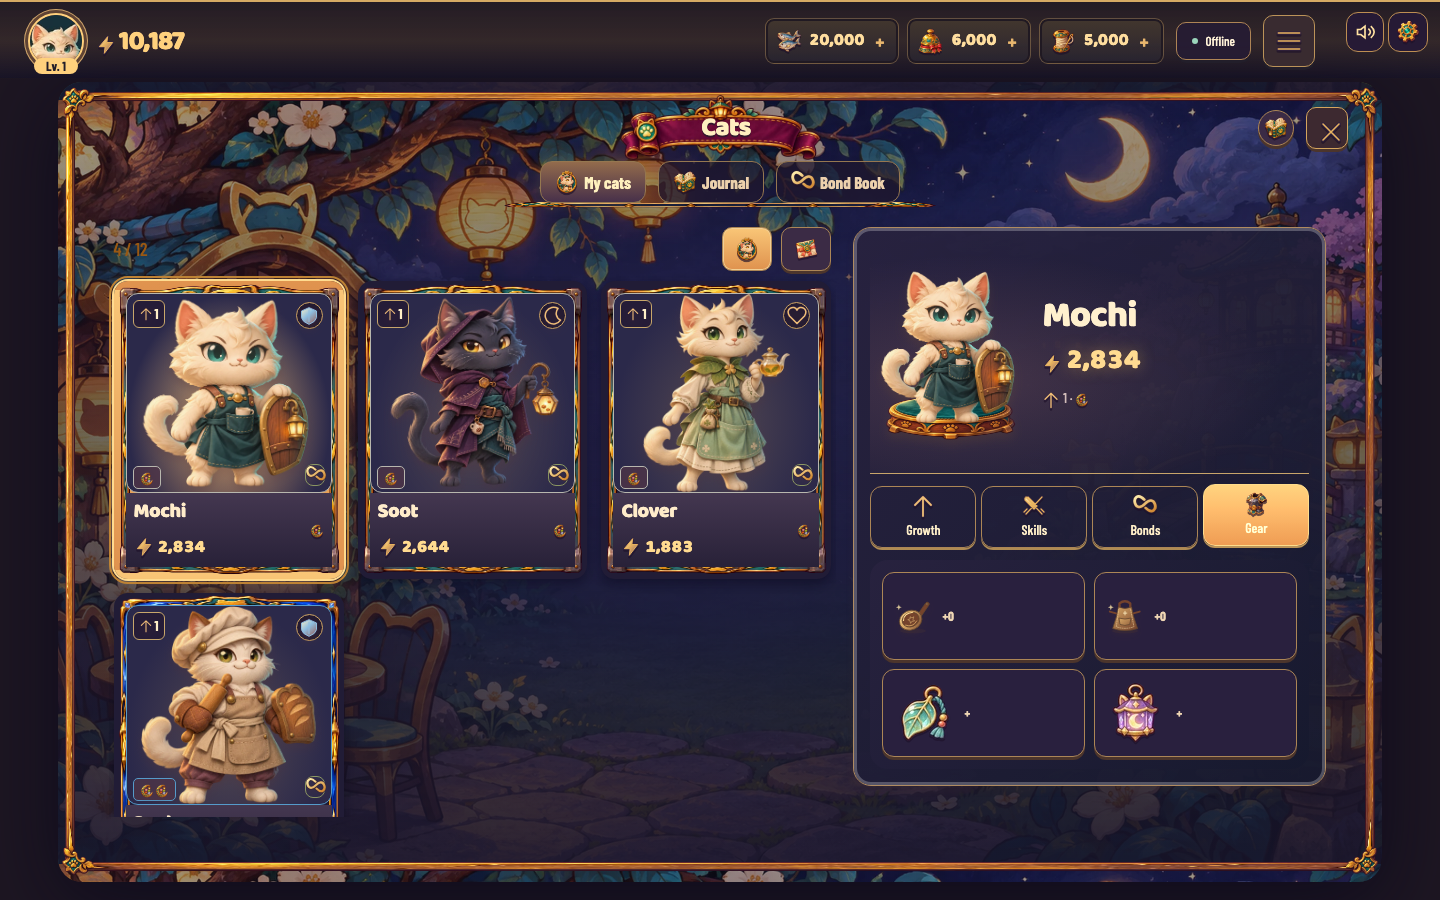 Lv. 1
10,187
20,000 +
6,000 +
5,000 +
Offline
Cats
My cats
Journal
Bond Book
4 / 12
1
Mochi
2,834
1
Soot
2,644
1
Clover
1,883
1
Mochi
2,834
1 ·
Growth
Skills
Bonds
Gear
+0
+0
+
+